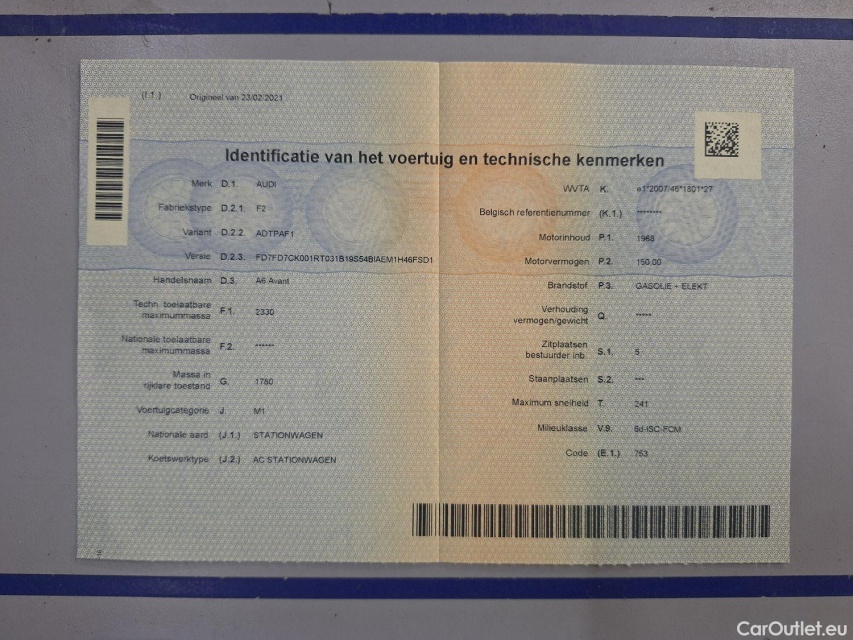 (I.1.) Origineel van 23/02/2021
Identificatie van het voertuig en technische kenmerken
Merk D.1. AUDI
Fabriekstype D.2.1. F2
Variant D.2.2. ADTPAF1
Versie D.2.3. FD7FD7CK001RT031B19S54BIAEM1H46FSD1
Handelsnaam D.3. A6 Avant
Techn. toelaatbare
maximummassa F.1. 2330
Nationale toelaatbare
maximummassa F.2. ******
Massa in
rijklare toestand G. 1780
Voertuigcategorie J. M1
Nationale aard (J.1.) STATIONWAGEN
Koetswerktype (J.2.) AC STATIONWAGEN
WVTA K. e1*2007/46*1801*27
Belgisch referentienummer (K.1.) ********
Motorinhoud P.1. 1968
Motorvermogen P.2. 150.00
Brandstof P.3. GASOLIE + ELEKT
Verhouding
vermogen/gewicht Q. *****
Zitplaatsen
bestuurder inb. S.1. 5
Staanplaatsen S.2. ***
Maximum snelheid T. 241
Milieuklasse V.9. 6d-ISC-FCM
Code (E.1.) 753
CarOutlet.eu